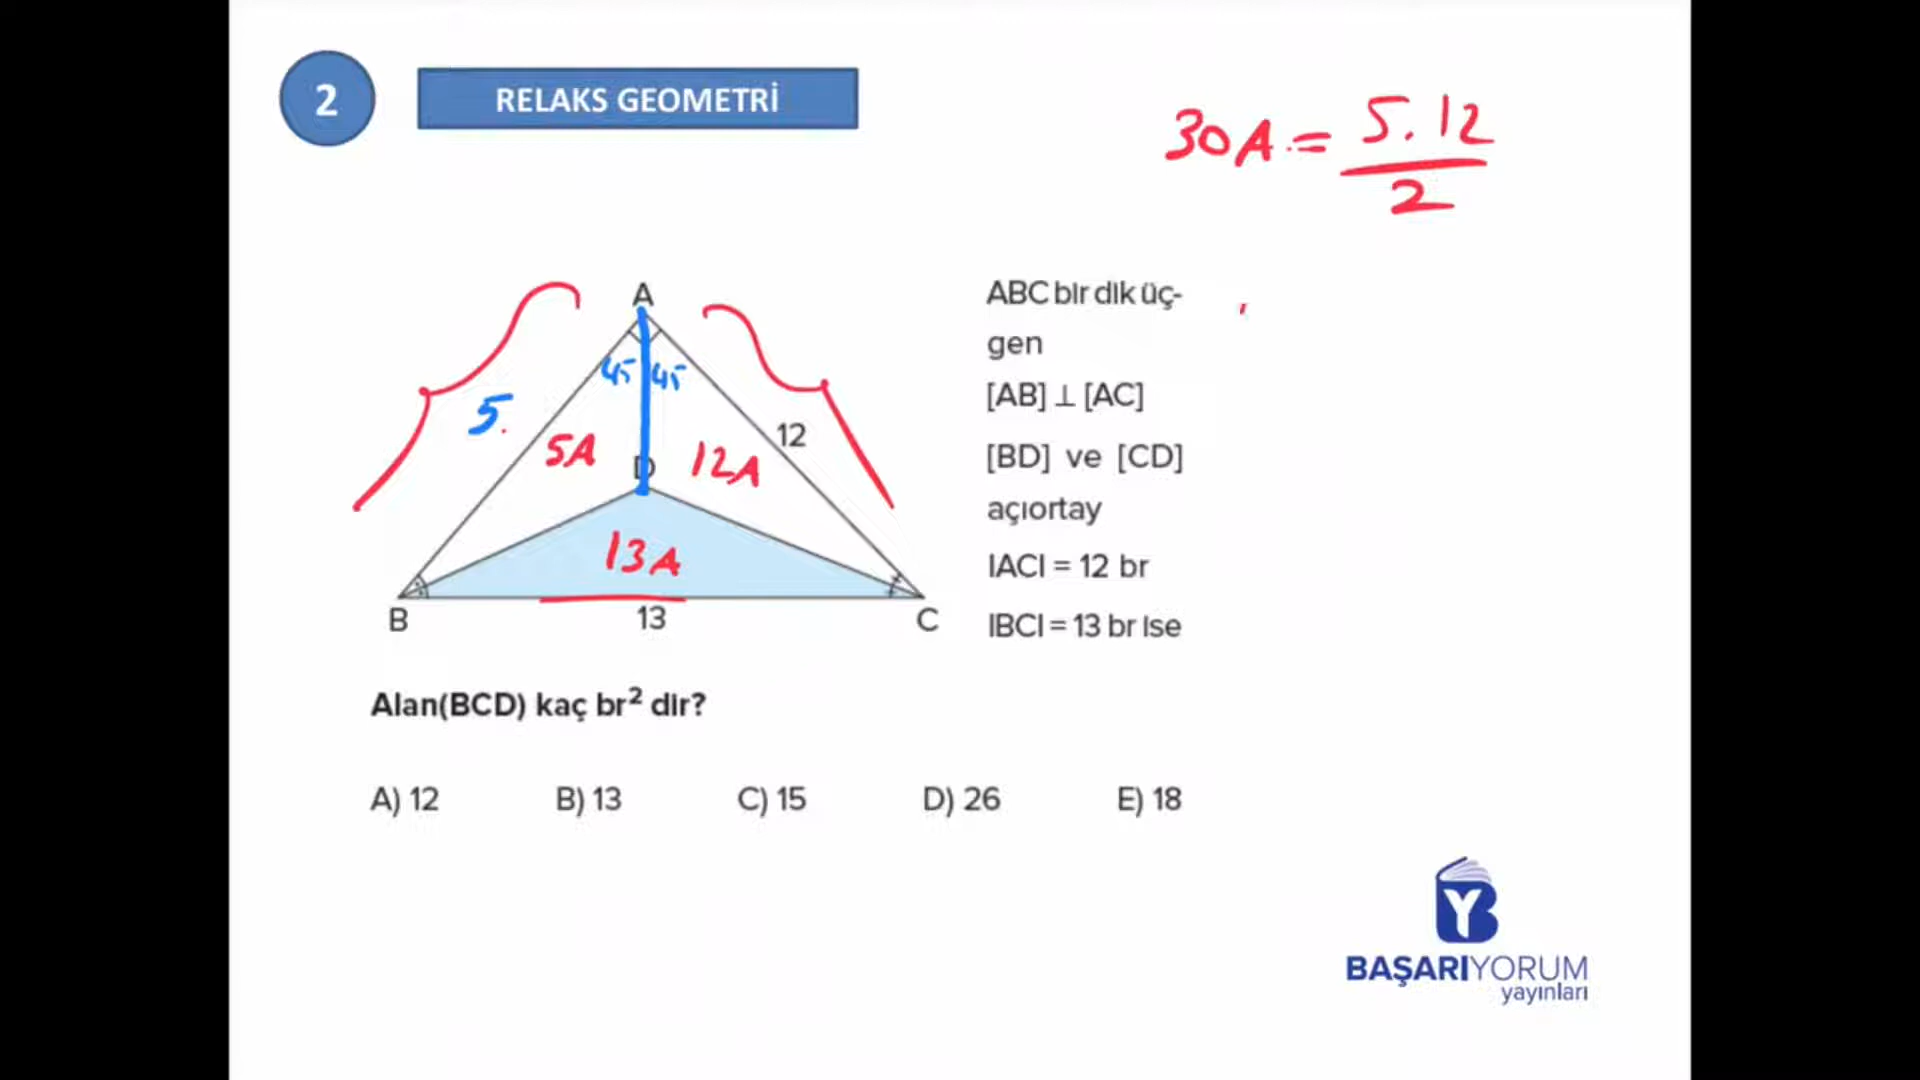 2
RELAKS GEOMETRİ
30A = 5.12
2
A
45 45
5.
12
5A
D
12A
13A
B
13
C
ABC bir dik üç-
gen
[AB] ⊥ [AC]
[BD] ve [CD]
açıortay
IACI = 12 br
IBCI = 13 br ise
Alan(BCD) kaç br² dir?
A) 12 B) 13 C) 15 D) 26 E) 18
BAŞARIYORUM
yayınları